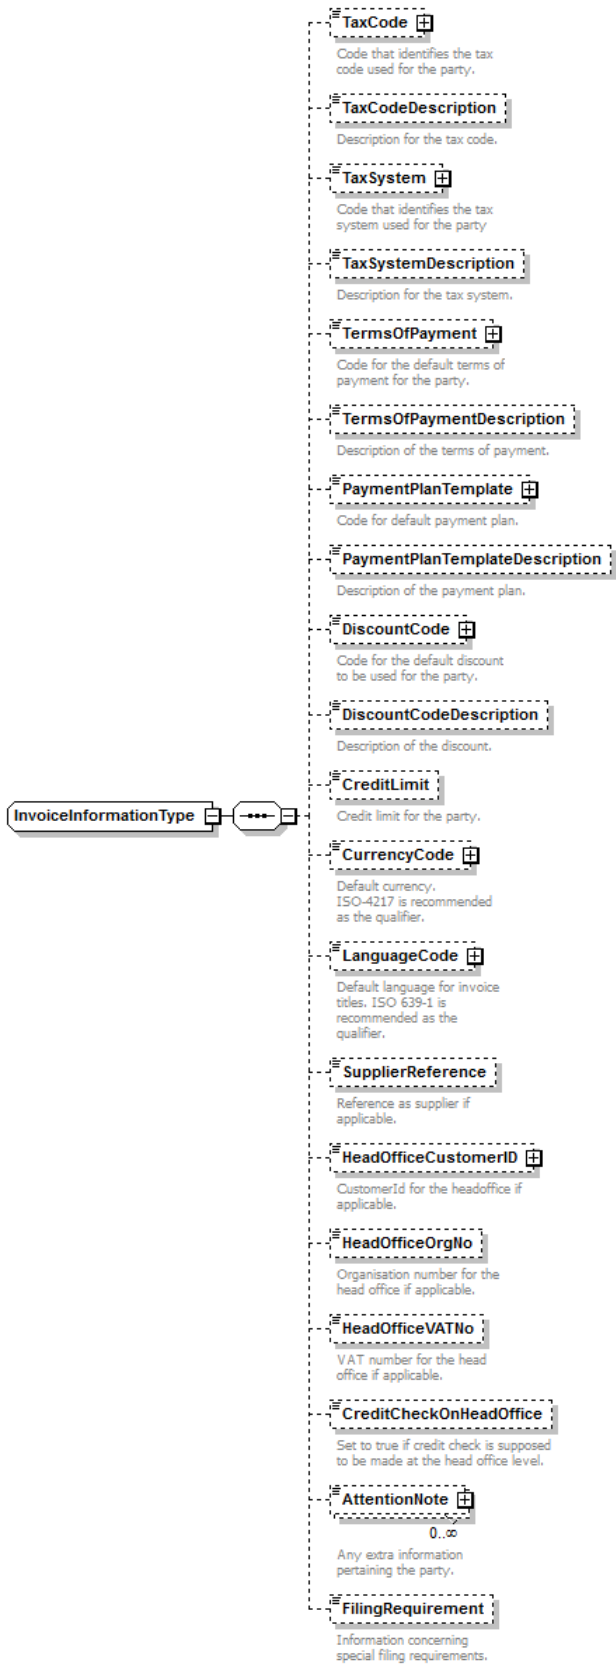 TaxCode
Code that identifies the tax
code used for the party.
TaxCodeDescription
Description for the tax code.
TaxSystem
Code that identifies the tax
system used for the party
TaxSystemDescription
Description for the tax system.
TermsOfPayment
Code for the default terms of
payment for the party.
TermsOfPaymentDescription
Description of the terms of payment.
PaymentPlanTemplate
Code for default payment plan.
PaymentPlanTemplateDescription
Description of the payment plan.
DiscountCode
Code for the default discount
to be used for the party.
DiscountCodeDescription
Description of the discount.
CreditLimit
Credit limit for the party.
InvoiceInformationType
CurrencyCode
Default currency.
ISO-4217 is recommended
as the qualifier.
LanguageCode
Default language for invoice
titles. ISO 639-1 is
recommended as the
qualifier.
SupplierReference
Reference as supplier if
applicable.
HeadOfficeCustomerID
CustomerId for the headoffice if
applicable.
HeadOfficeOrgNo
Organisation number for the
head office if applicable.
HeadOfficeVATNo
VAT number for the head
office if applicable.
CreditCheckOnHeadOffice
Set to true if credit check is supposed
to be made at the head office level.
AttentionNote
0..∞
Any extra information
pertaining the party.
FilingRequirement
Information concerning
special filing requirements.